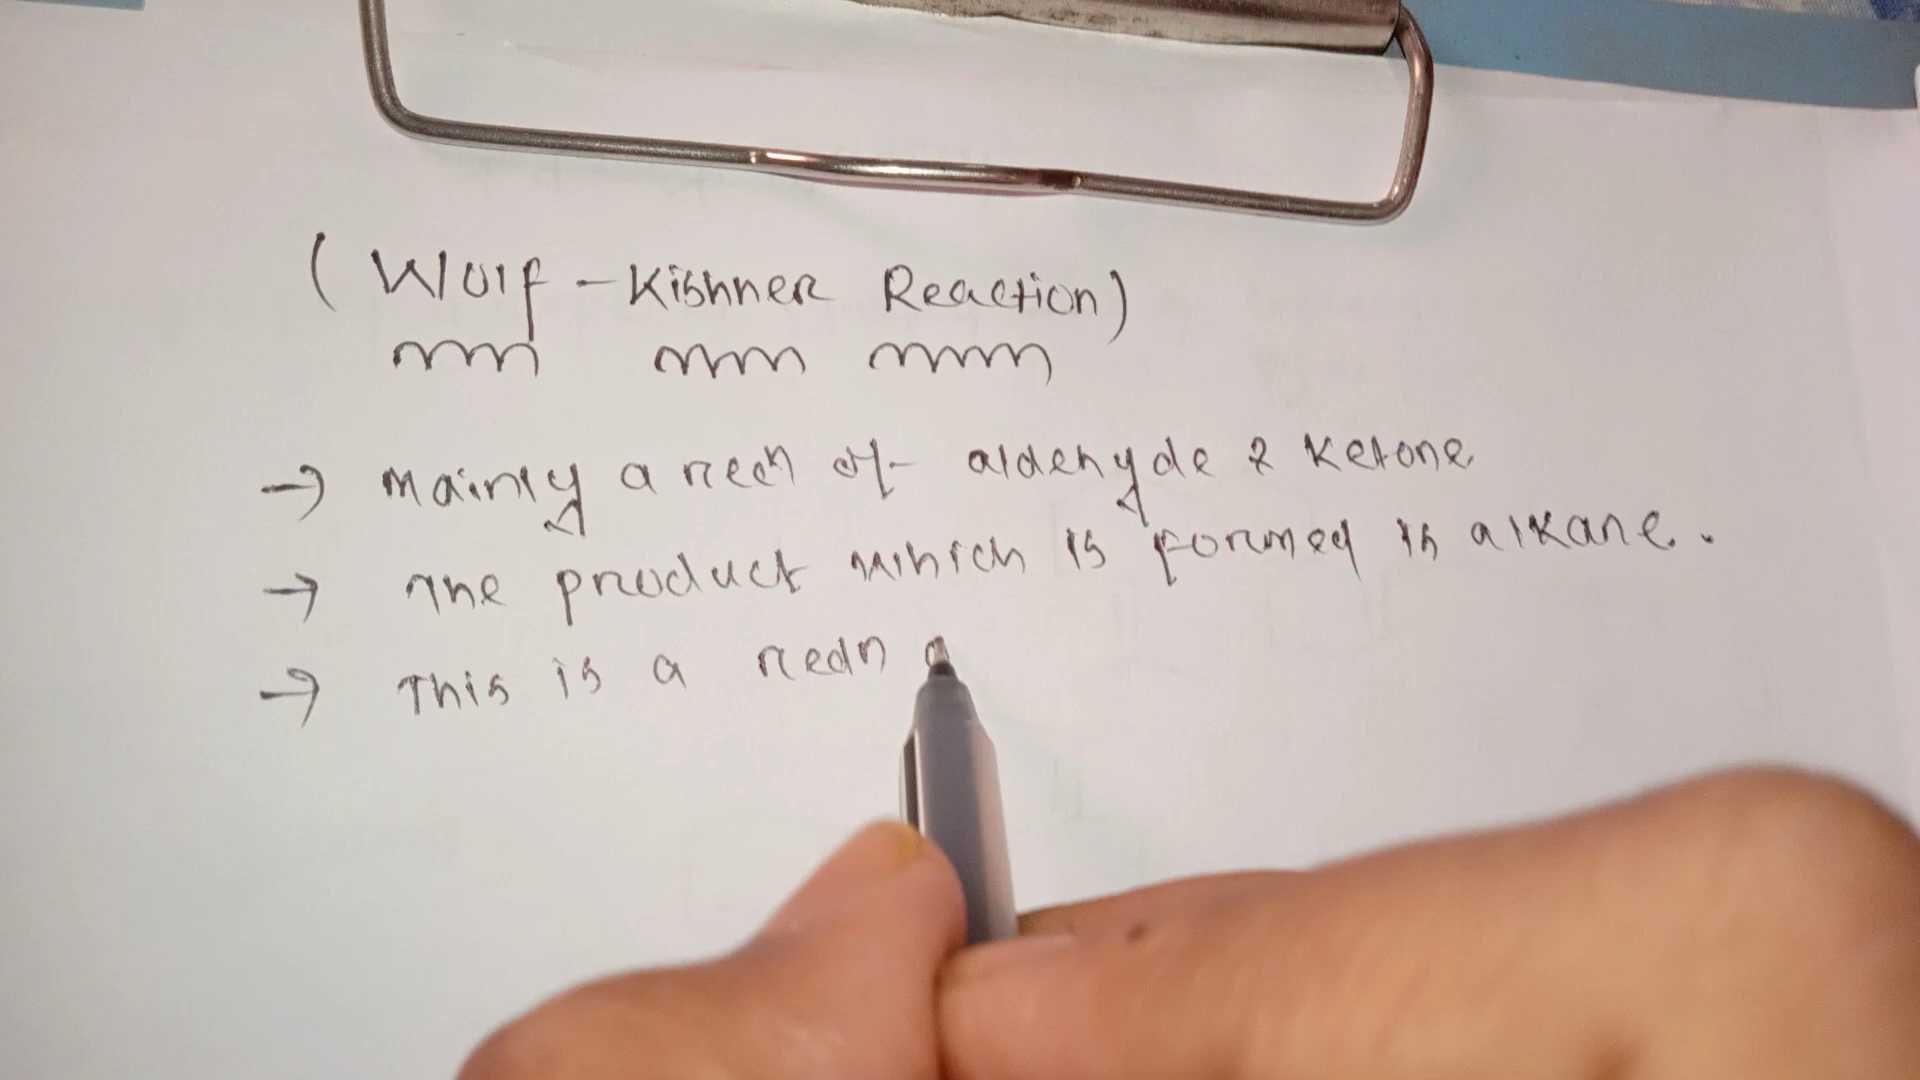 ( Wolf - Kishner Reaction)
→ Mainly a recn of aldehyde & Ketone
→ The product which is formed is alkane.
→ This is a redn